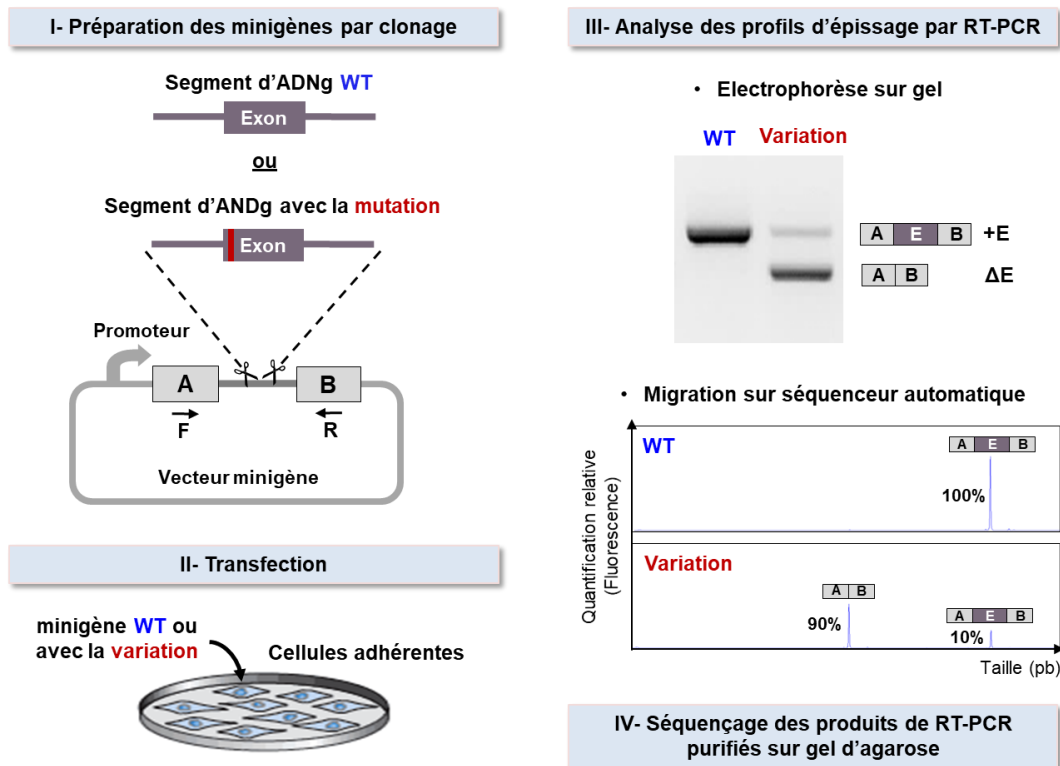 I- Préparation des minigènes par clonage
Segment d'ADNg WT
Exon
ou
Segment d'ANDg avec la mutation
Exon
Promoteur
A
B
F
R
Vecteur minigène
II- Transfection
minigène WT ou
avec la variation
Cellules adhérentes
III- Analyse des profils d'épissage par RT-PCR
• Electrophorèse sur gel
WT Variation
A E B +E
A B ΔE
• Migration sur séquenceur automatique
Quantification relative
(Fluorescence)
WT
A E B
100%
Variation
A B
90%
A E B
10%
Taille (pb)
IV- Séquençage des produits de RT-PCR
purifiés sur gel d'agarose